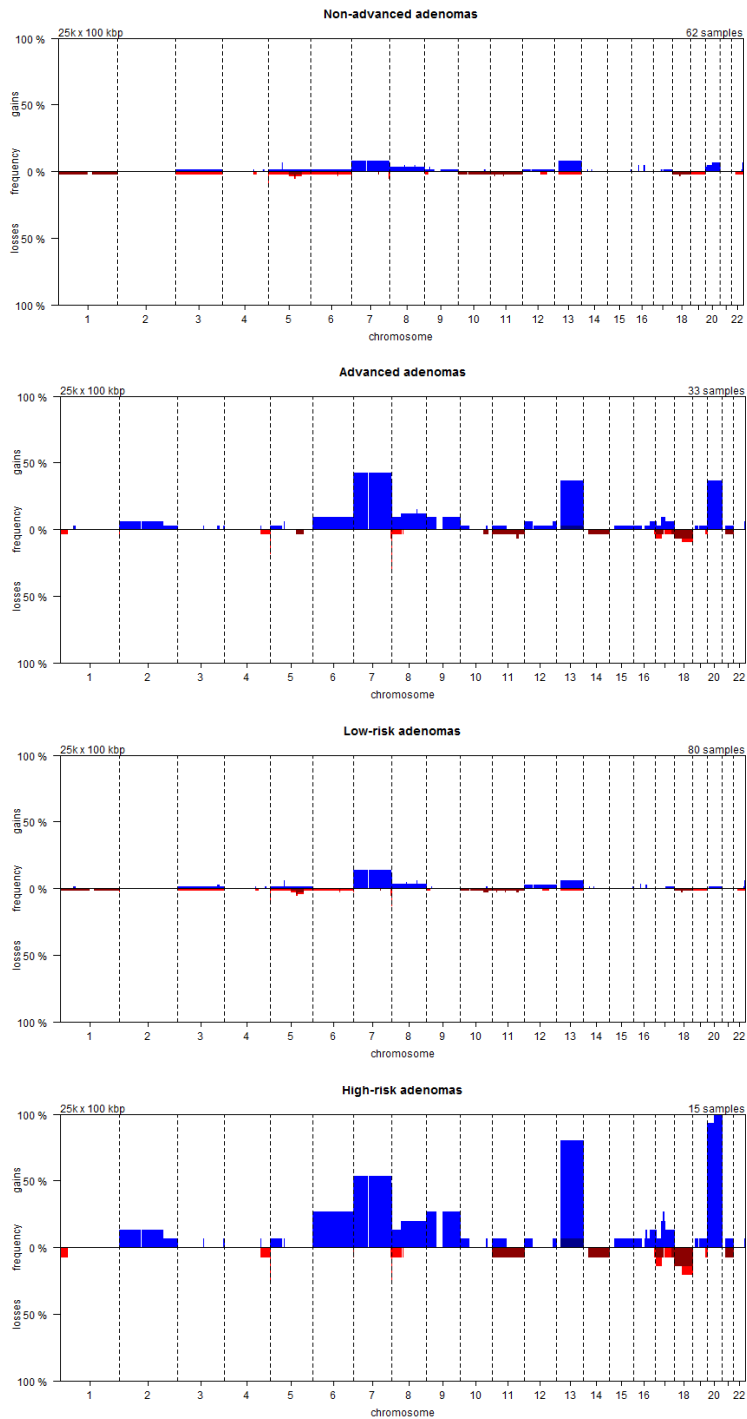 Non-advanced adenomas
25k x 100 kbp 62 samples
100 %
50 %
0 %
50 %
100 %
gains
frequency
losses
1 2 3 4 5 6 7 8 9 10 11 12 13 14 15 16 18 20 22
chromosome
Advanced adenomas
25k x 100 kbp 33 samples
100 %
50 %
0 %
50 %
100 %
gains
frequency
losses
1 2 3 4 5 6 7 8 9 10 11 12 13 14 15 16 18 20 22
chromosome
Low-risk adenomas
25k x 100 kbp 80 samples
100 %
50 %
0 %
50 %
100 %
gains
frequency
losses
1 2 3 4 5 6 7 8 9 10 11 12 13 14 15 16 18 20 22
chromosome
High-risk adenomas
25k x 100 kbp 15 samples
100 %
50 %
0 %
50 %
100 %
gains
frequency
losses
1 2 3 4 5 6 7 8 9 10 11 12 13 14 15 16 18 20 22
chromosome